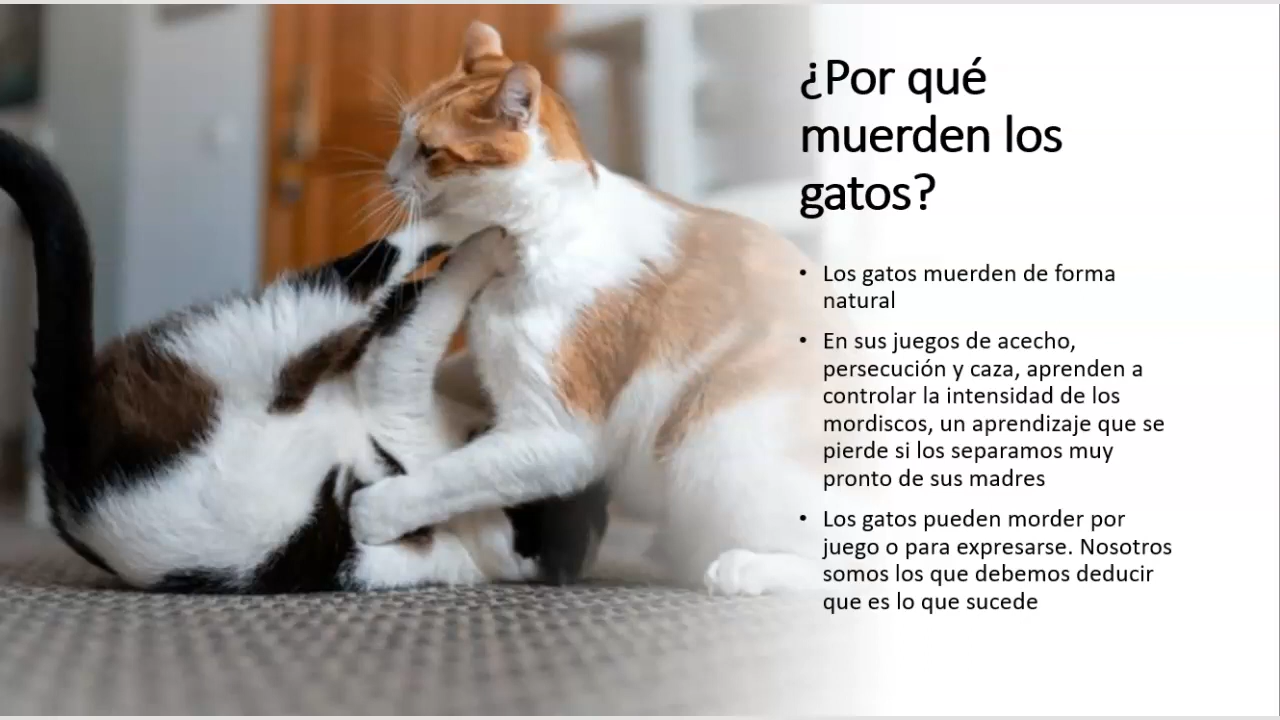 ¿Por qué
muerden los
gatos?
• Los gatos muerden de forma
natural
• En sus juegos de acecho,
persecución y caza, aprenden a
controlar la intensidad de los
mordiscos, un aprendizaje que se
pierde si los separamos muy
pronto de sus madres
• Los gatos pueden morder por
juego o para expresarse. Nosotros
somos los que debemos deducir
que es lo que sucede